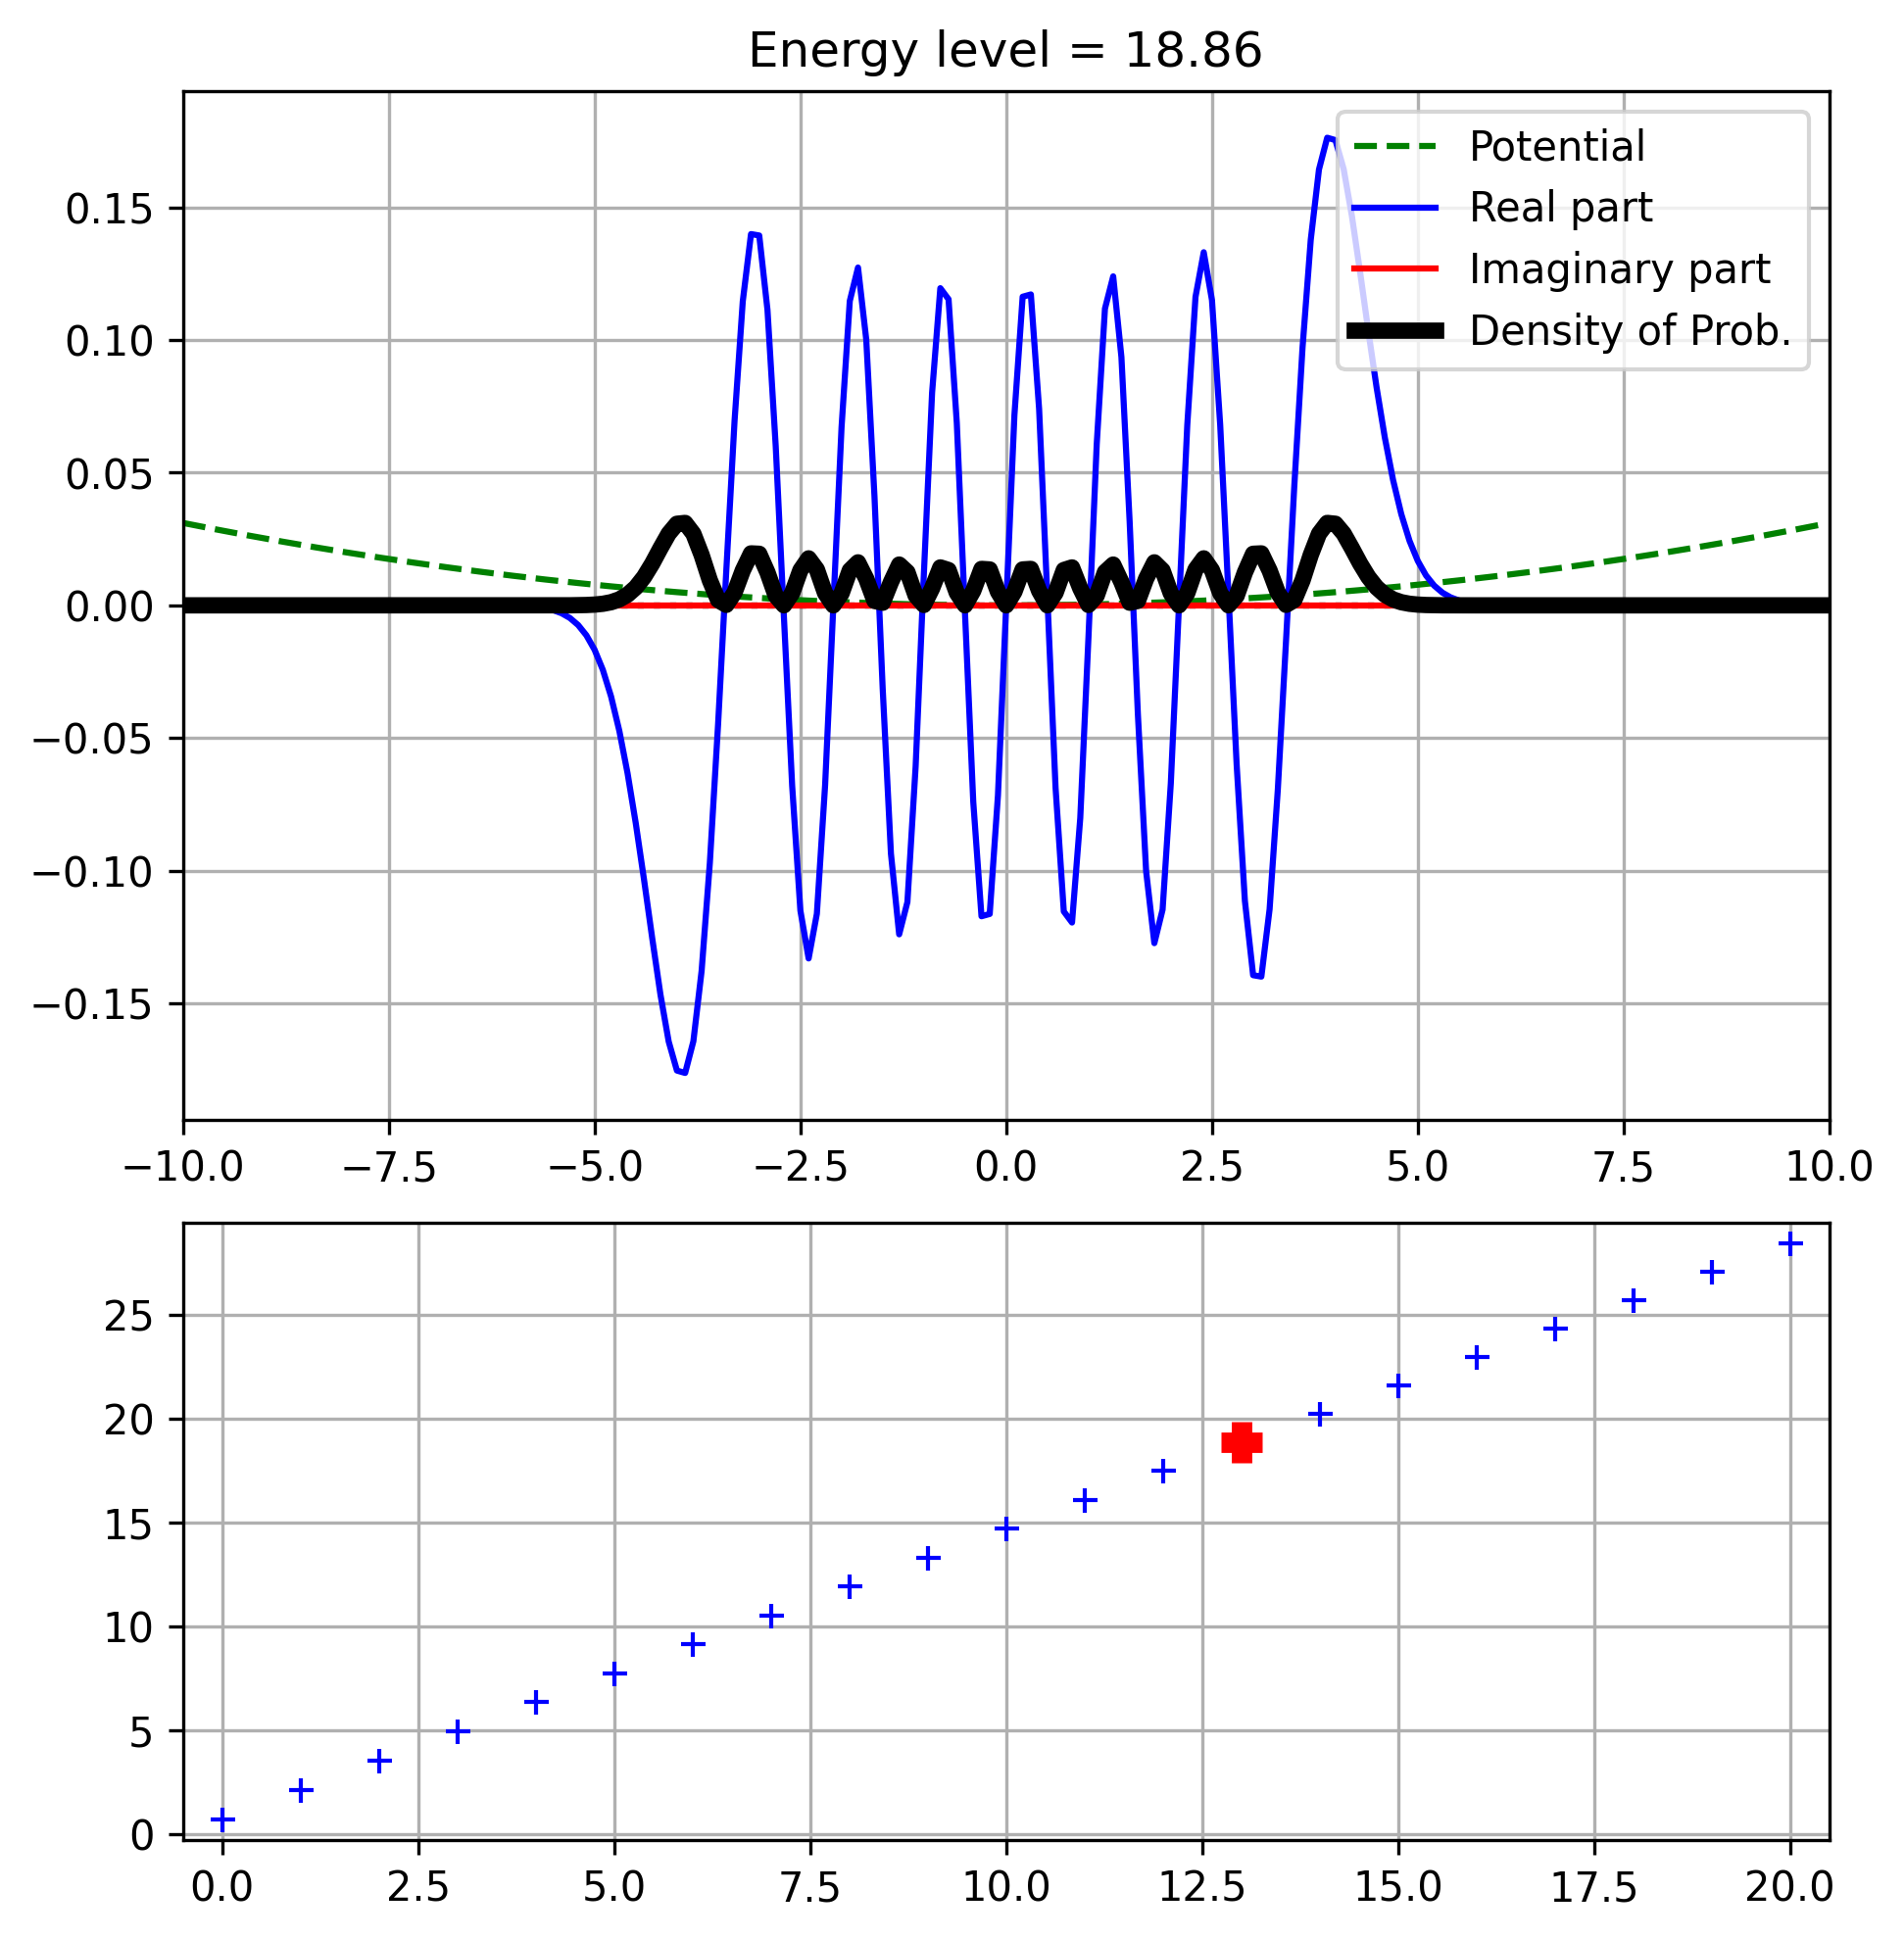 Energy level = 18.86
Potential
Real part
Imaginary part
Density of Prob.
0.15
0.10
0.05
0.00
−0.05
−0.10
−0.15
−10.0 −7.5 −5.0 −2.5 0.0 2.5 5.0 7.5 10.0
25
20
15
10
5
0
0.0 2.5 5.0 7.5 10.0 12.5 15.0 17.5 20.0